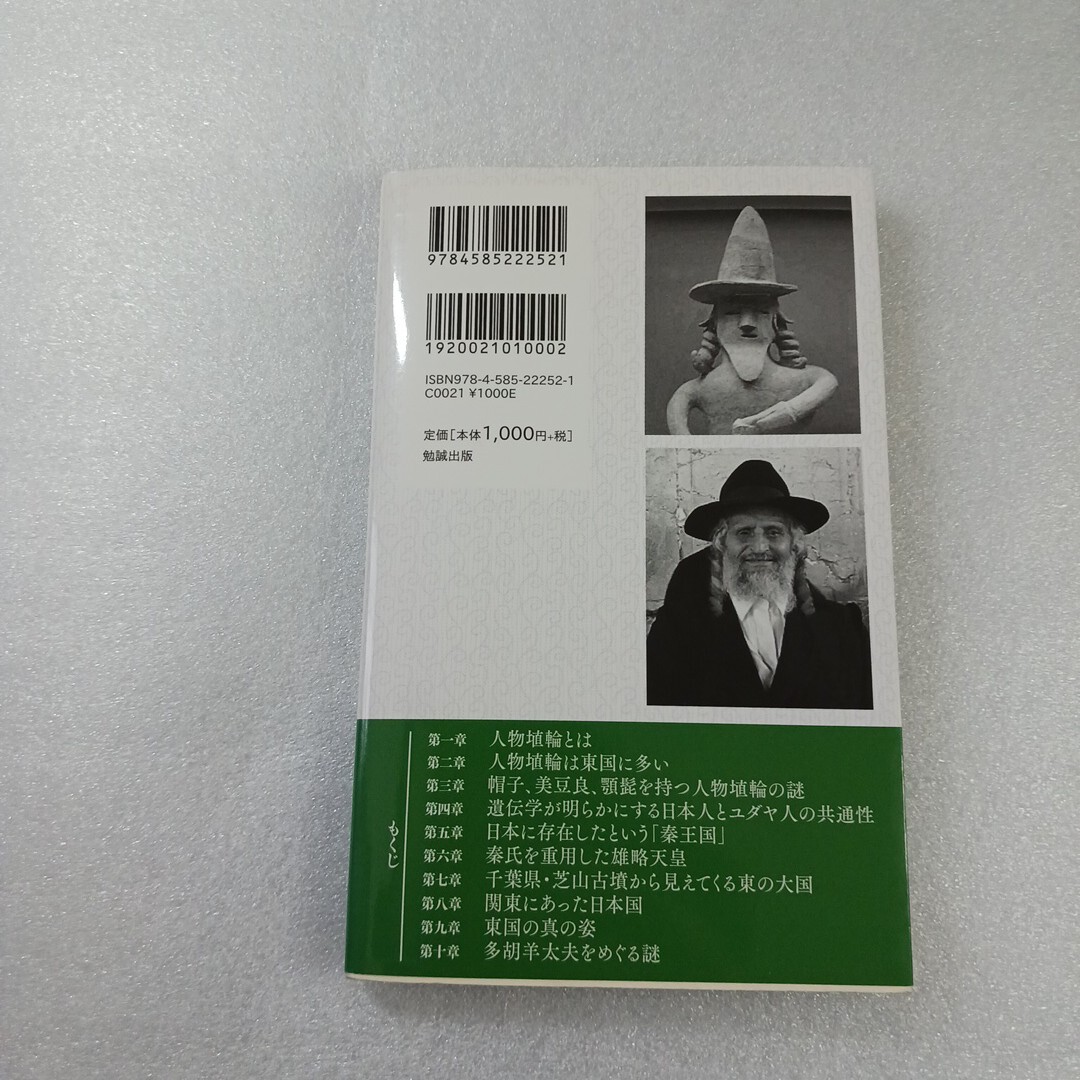 9784585222521
1920021010002
ISBN978-4-585-22252-1
C0021 ¥1000E
定価[本体1,000円+税]
勉誠出版
もくじ
第一章 人物埴輪とは
第二章 人物埴輪は東国に多い
第三章 帽子、美豆良、顎髭を持つ人物埴輪の謎
第四章 遺伝学が明らかにする日本人とユダヤ人の共通性
第五章 日本に存在したという「秦王国」
第六章 秦氏を重用した雄略天皇
第七章 千葉県・芝山古墳から見えてくる東の大国
第八章 関東にあった日本国
第九章 東国の真の姿
第十章 多胡羊太夫をめぐる謎